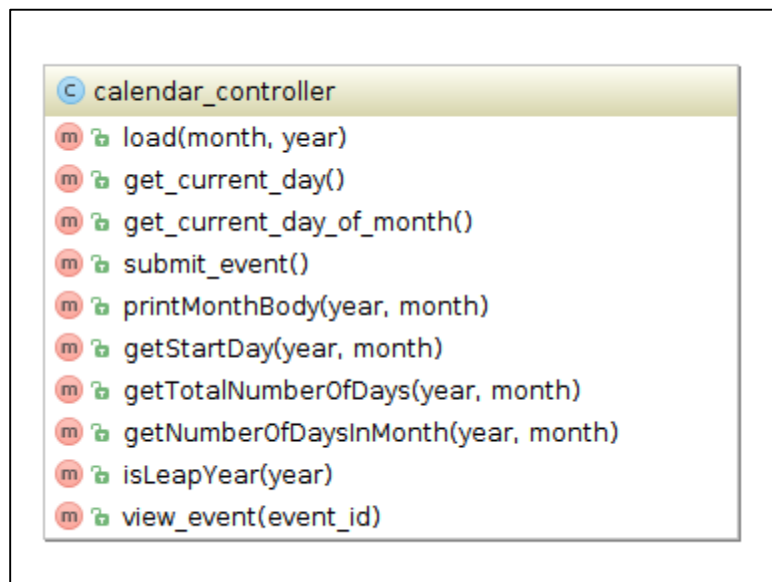 C calendar_controller
m load(month, year)
m get_current_day()
m get_current_day_of_month()
m submit_event()
m printMonthBody(year, month)
m getStartDay(year, month)
m getTotalNumberOfDays(year, month)
m getNumberOfDaysInMonth(year, month)
m isLeapYear(year)
m view_event(event_id)